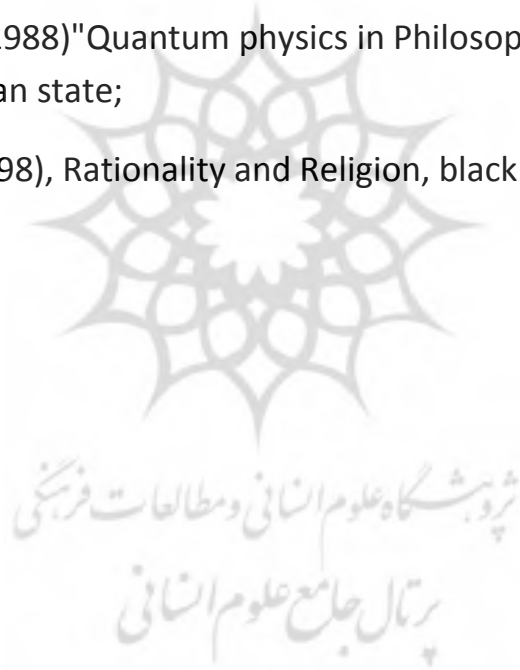 1988)"Quantum physics in Philosop
an state;
98), Rationality and Religion, black
پژوهشگاه علوم انسانی و مطالعات فرهنگی
پرتال جامع علوم انسانی